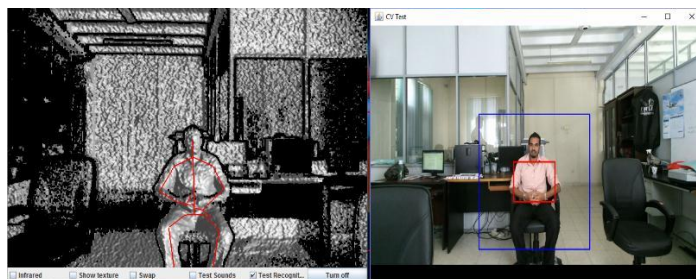 CV Test
Infrared
Show texture
Swap
Test Sounds
Test Recognit...
Turn off